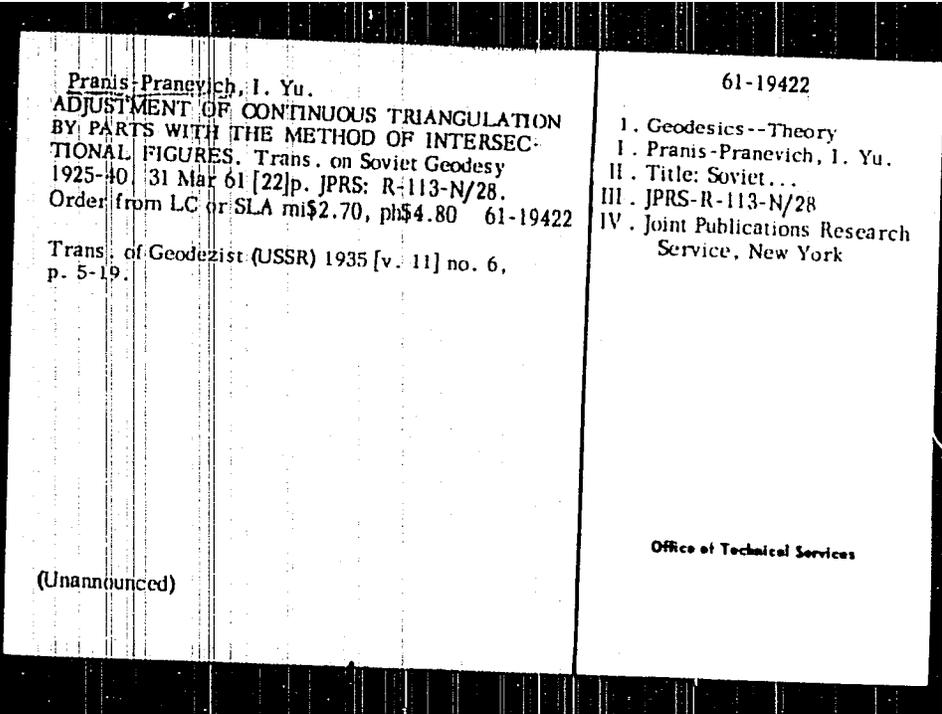 Pranis-Pranevich, I. Yu.
ADJUSTMENT OF CONTINUOUS TRIANGULATION
BY PARTS WITH THE METHOD OF INTERSEC-
TIONAL FIGURES. Trans. on Soviet Geodesy
1925-40. 31 Mar 61 [22]p. JPRS: R-113-N/28.
Order from LC or SLA mi$2.70, ph$4.80 61-19422
Trans. of Geodezist (USSR) 1935 [v. 11] no. 6,
p. 5-19.
(Unannounced)
61-19422
1. Geodesics--Theory
I. Pranis-Pranevich, I. Yu.
II. Title: Soviet...
III. JPRS-R-113-N/28
IV. Joint Publications Research
Service, New York
Office of Technical Services